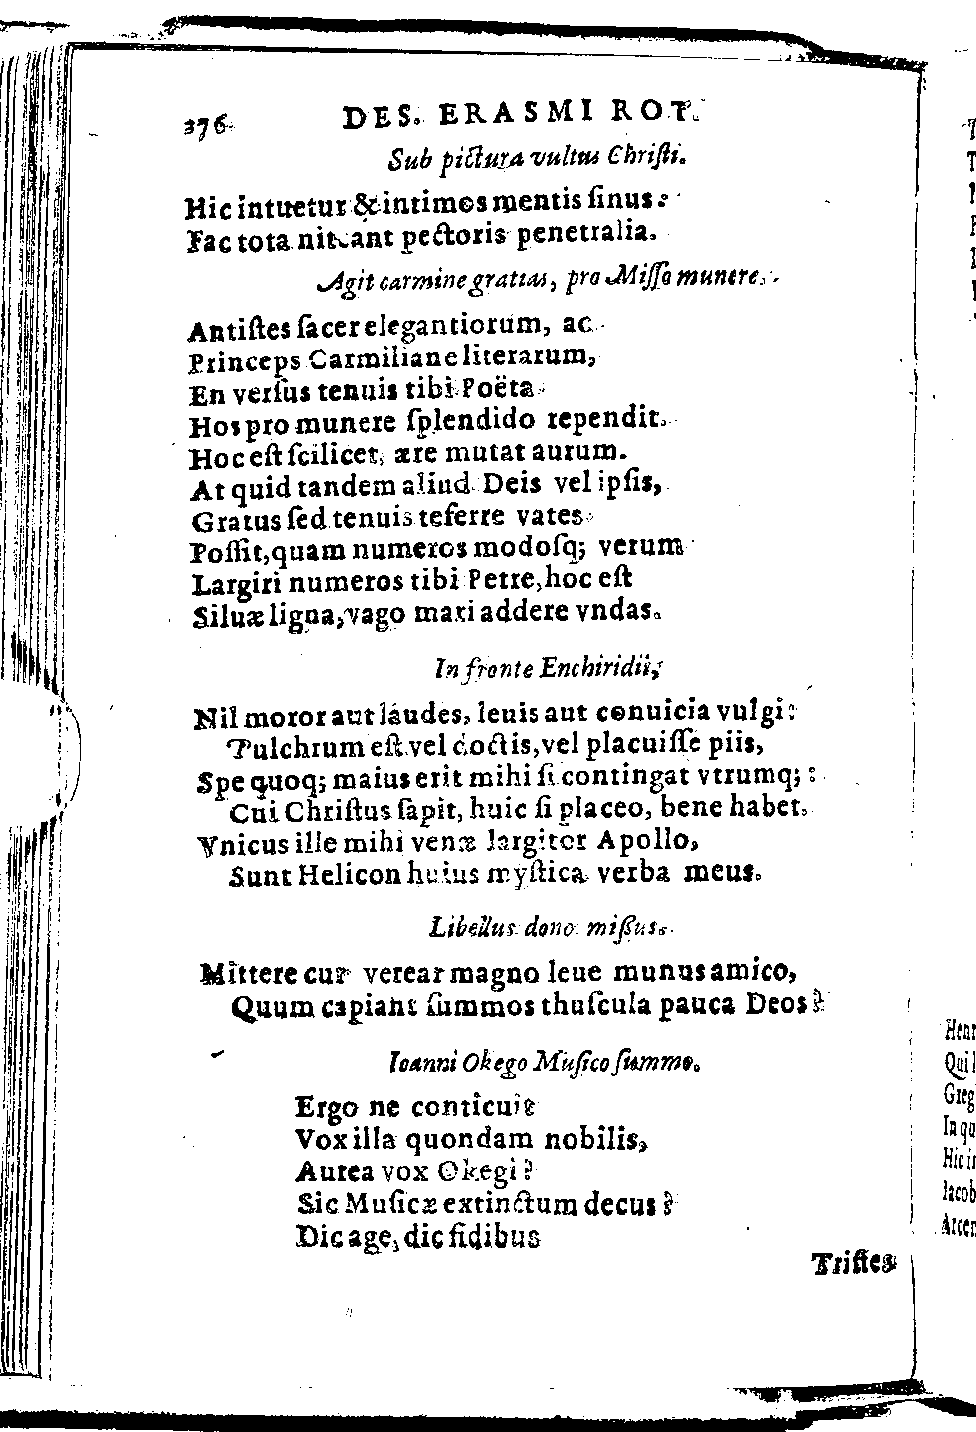 376 DES. ERASMI ROT.
Sub pictura vultus Christi.
Hic intuetur & intimos mentis ſinus:
Fac tota niteant pectoris penetralia.
Agit carmine gratias, pro Miſſo munere.
Antiſtes ſacer elegantiorum, ac
Princeps Carmiliane literarum,
En verſus tenuis tibi Poëta
Hos pro munere ſplendido rependit.
Hoc eſt ſcilicet, ære mutat aurum.
At quid tandem aliud Deis vel ipſis,
Gratus ſed tenuis referre vates
Poſſit, quam numeros modoſq; verum
Largiri numeros tibi Petre, hoc eſt
Siluæ ligna, vago mari addere vndas.
In fronte Enchiridii,
Nil moror aut laudes, leuis aut conuicia vulgi:
Pulchrum eſt vel doctis, vel placuiſſe piis,
Spe quoq; maius erit mihi ſi contingat vtrumq; :
Cui Chriſtus ſapit, huic ſi placeo, bene habet.
Vnicus ille mihi venæ largitor Apollo,
Sunt Helicon huius myſtica verba meus.
Libellus dono mißus.
Mittere cur verear magno leue munus amico,
Quum capiant ſummos thuſcula pauca Deos?
Ioanni Okego Muſico ſummo.
Ergo ne conticuit
Vox illa quondam nobilis,
Aurea vox Okegi?
Sic Muſicæ extinctum decus?
Dic age, dic fidibus
Triſtes
Henr
Qui
Greg
In qu
Hic i
Iacob
Arcer